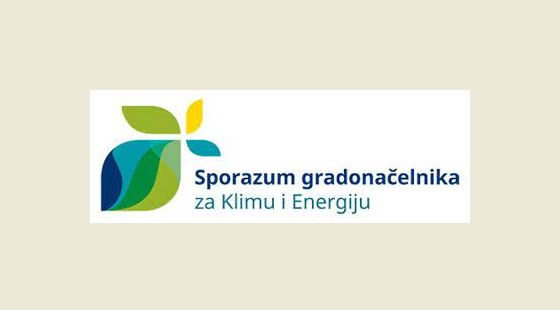 Sporazum gradonačelnika
za Klimu i Energiju